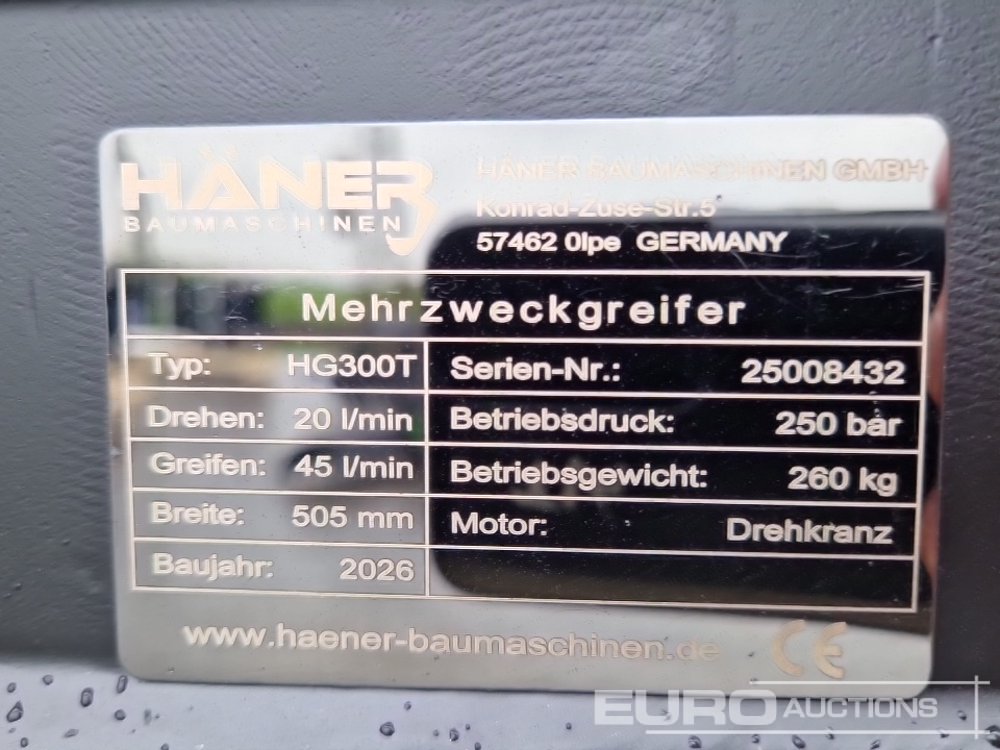 HÄNER
BAUMASCHINEN
HÄNER BAUMASCHINEN GMBH
Konrad-Zuse-Str.5
57462 Olpe GERMANY
Mehrzweckgreifer
Typ: HG300T
Serien-Nr.: 25008432
Drehen: 20 l/min
Betriebsdruck: 250 bar
Greifen: 45 l/min
Betriebsgewicht: 260 kg
Breite: 505 mm
Motor: Drehkranz
Baujahr: 2026
www.haener-baumaschinen.de
CE
EURO AUCTIONS